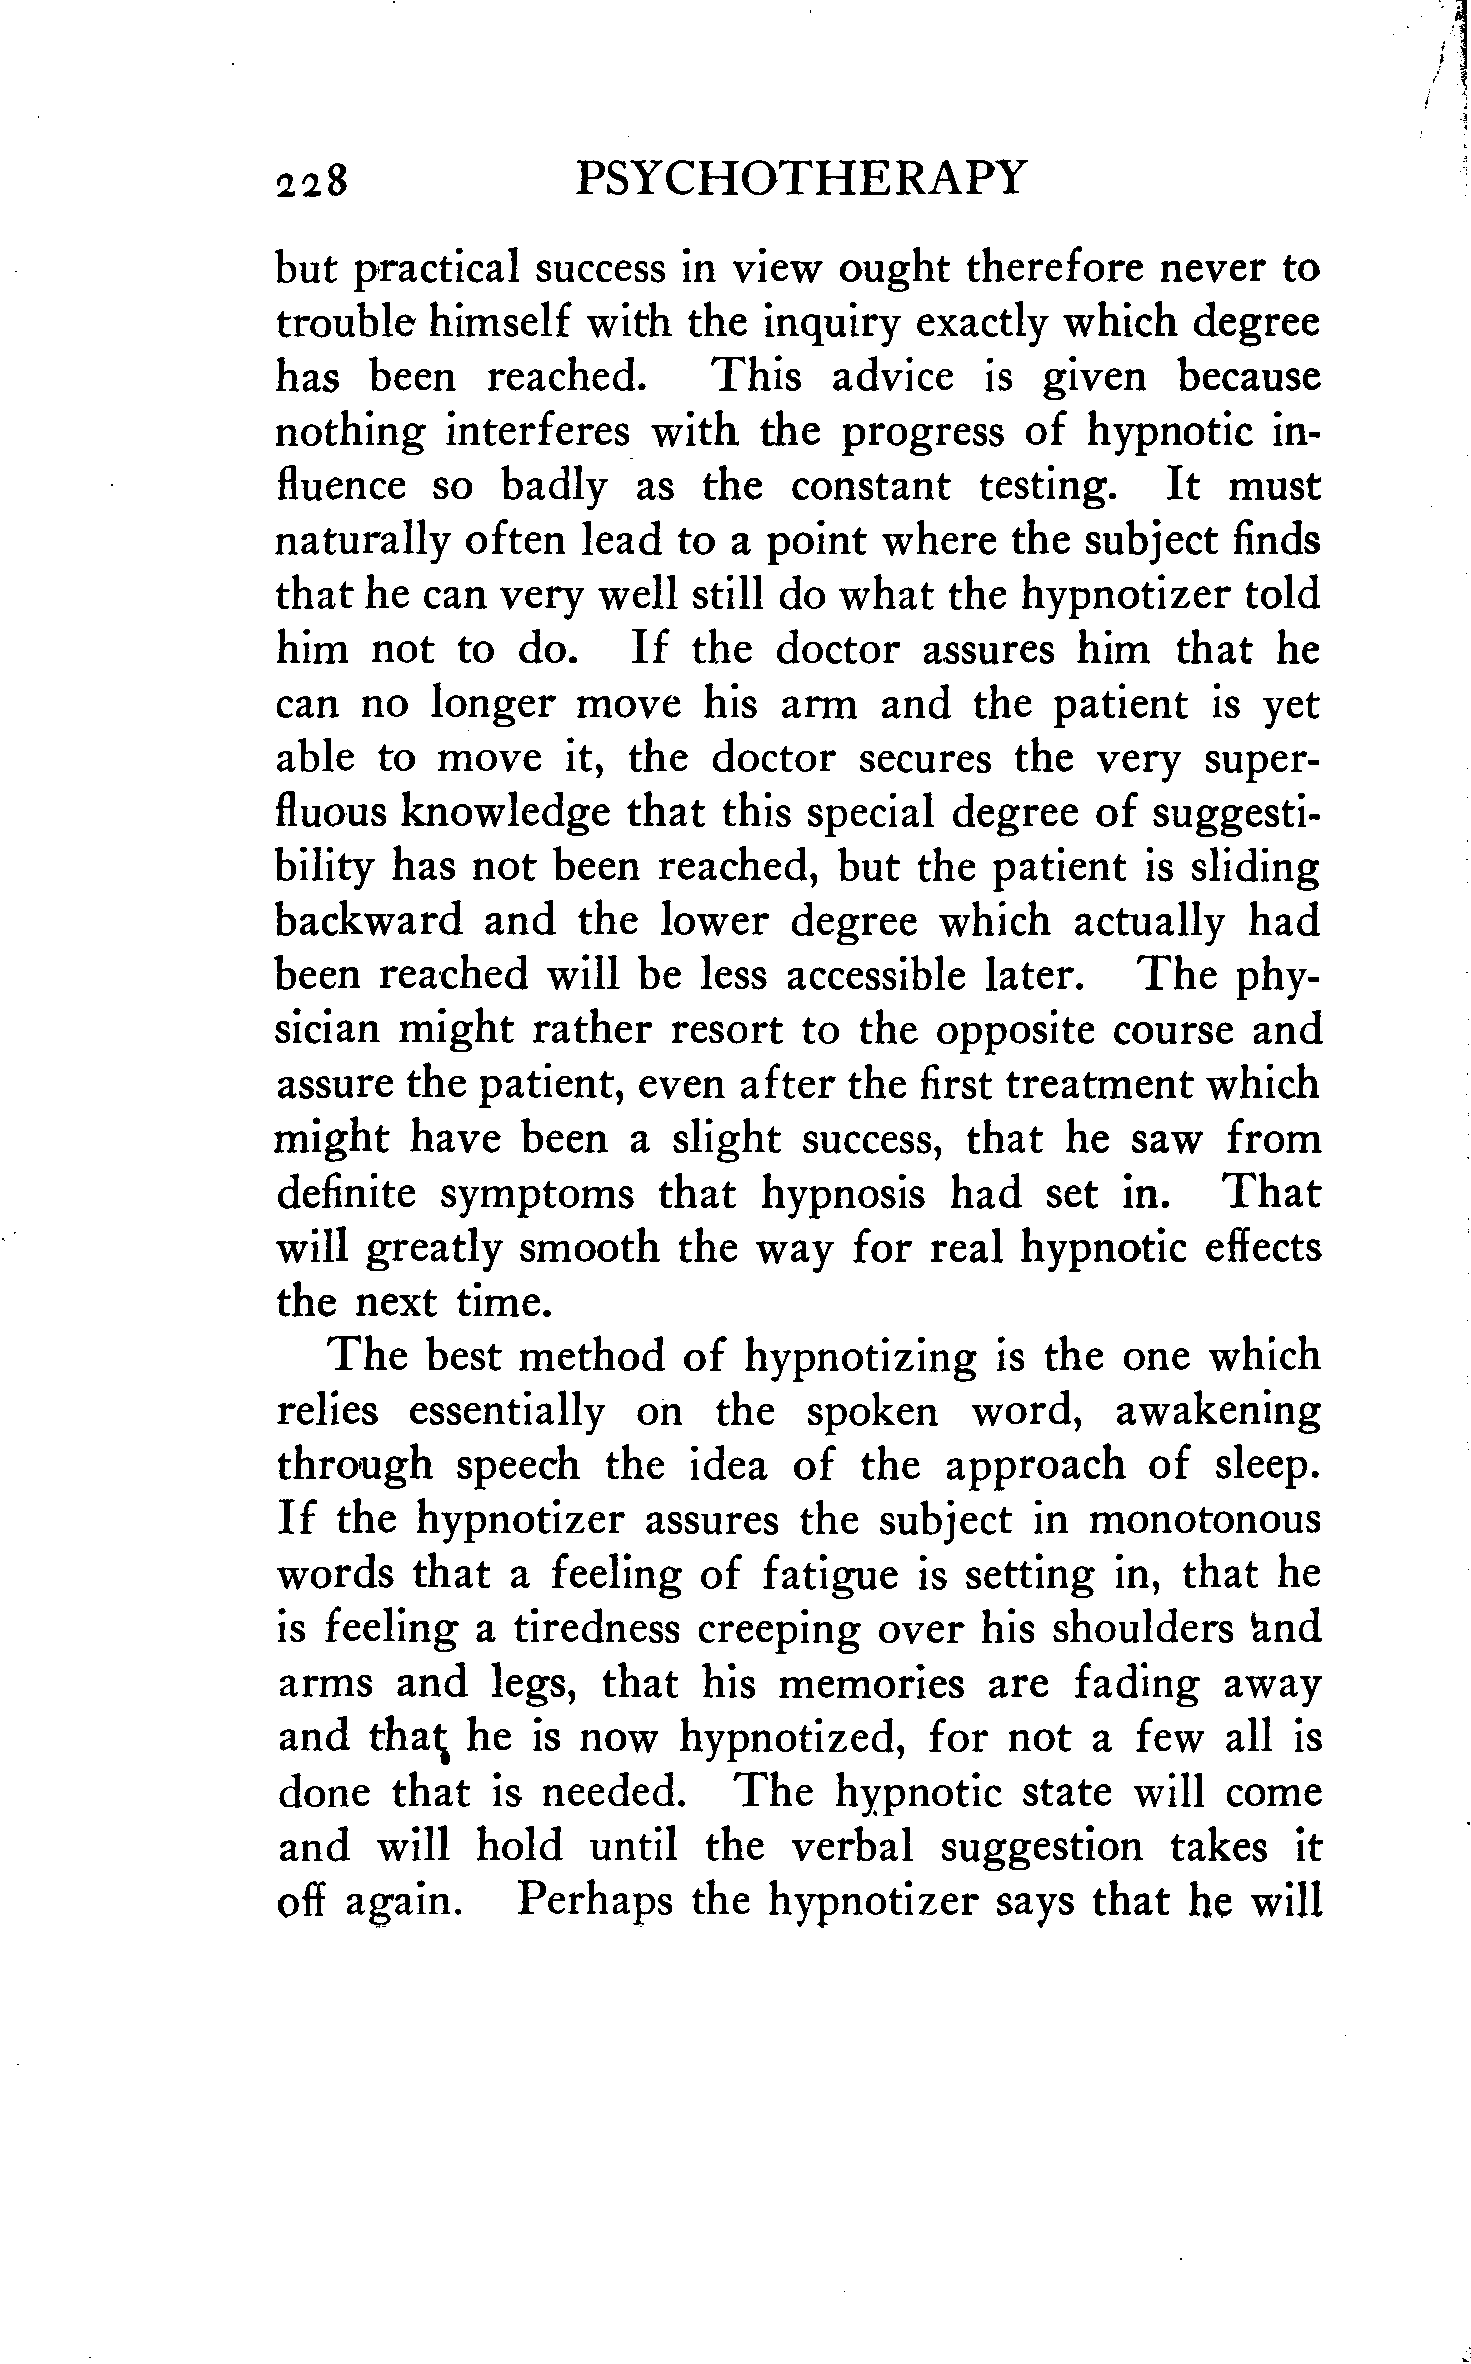 228 PSYCHOTHERAPY
but practical success in view ought therefore never to
trouble himself with the inquiry exactly which degree
has been reached. This advice is given because
nothing interferes with the progress of hypnotic in-
fluence so badly as the constant testing. It must
naturally often lead to a point where the subject finds
that he can very well still do what the hypnotizer told
him not to do. If the doctor assures him that he
can no longer move his arm and the patient is yet
able to move it, the doctor secures the very super-
fluous knowledge that this special degree of suggesti-
bility has not been reached, but the patient is sliding
backward and the lower degree which actually had
been reached will be less accessible later. The phy-
sician might rather resort to the opposite course and
assure the patient, even after the first treatment which
might have been a slight success, that he saw from
definite symptoms that hypnosis had set in. That
will greatly smooth the way for real hypnotic effects
the next time.
The best method of hypnotizing is the one which
relies essentially on the spoken word, awakening
through speech the idea of the approach of sleep.
If the hypnotizer assures the subject in monotonous
words that a feeling of fatigue is setting in, that he
is feeling a tiredness creeping over his shoulders and
arms and legs, that his memories are fading away
and that he is now hypnotized, for not a few all is
done that is needed. The hypnotic state will come
and will hold until the verbal suggestion takes it
off again. Perhaps the hypnotizer says that he will